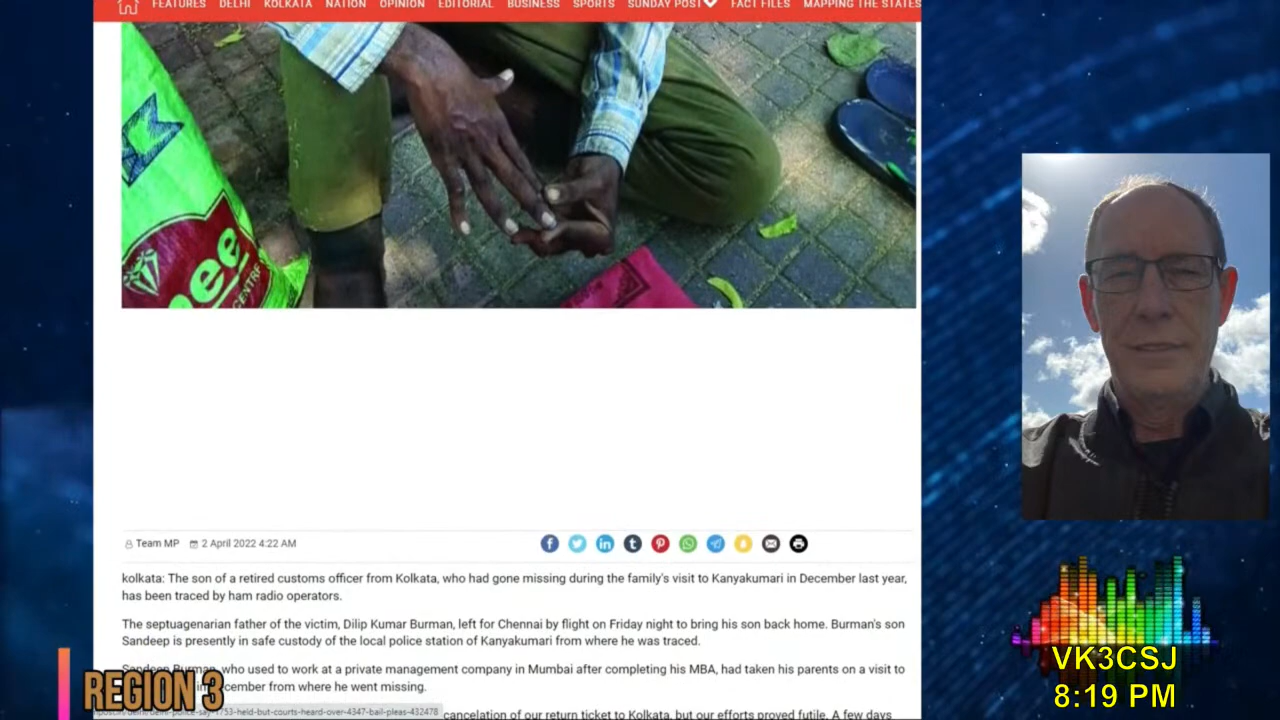 FEATURES DELHI KOLKATA NATION OPINION EDITORIAL BUSINESS SPORTS SUNDAY POST FACT FILES MAPPING THE STATES
ee
CENTRE
Team MP 2 April 2022 4:22 AM
kolkata: The son of a retired customs officer from Kolkata, who had gone missing during the family's visit to Kanyakumari in December last year,
has been traced by ham radio operators.
The septuagenarian father of the victim, Dilip Kumar Burman, left for Chennai by flight on Friday night to bring his son back home. Burman's son
Sandeep is presently in safe custody of the local police station of Kanyakumari from where he was traced.
Sandeep Burman, who used to work at a private management company in Mumbai after completing his MBA, had taken his parents on a visit to
in December from where he went missing.
cancelation of our return ticket to Kolkata, but our efforts proved futile. A few days
REGION 3
VK3CSJ
8:19 PM